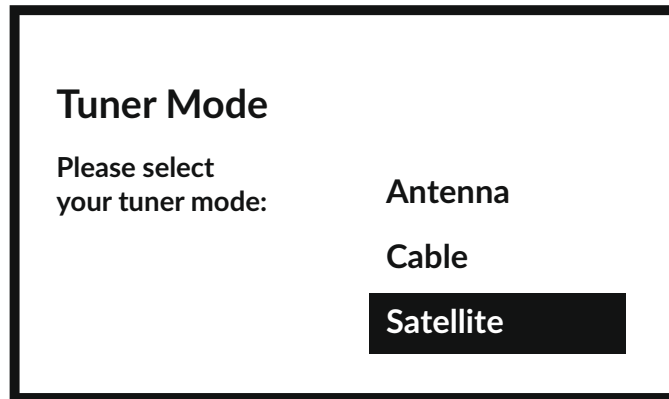 Tuner Mode
Please select
your tuner mode:
Antenna
Cable
Satellite